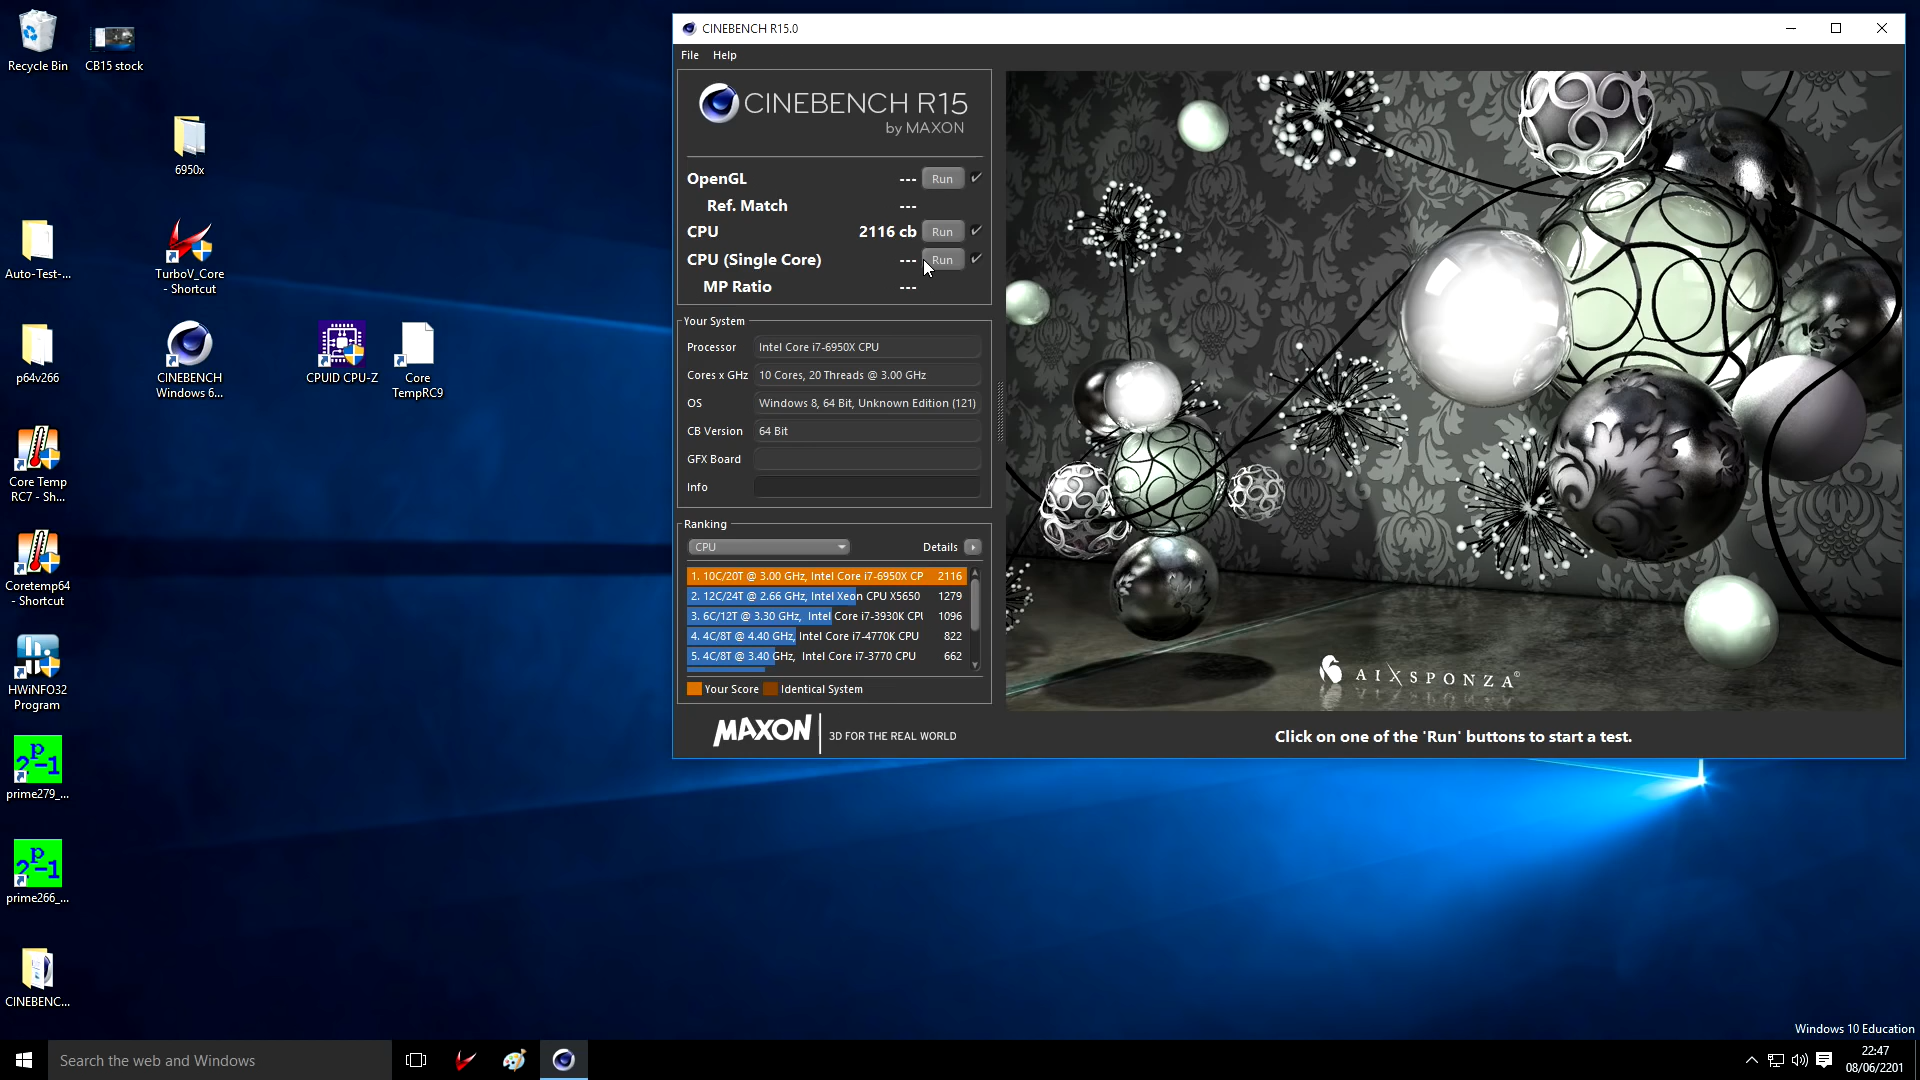 Recycle Bin
CB15 stock
6950x
Auto-Test-...
TurboV_Core
- Shortcut
p64v266
CINEBENCH
Windows 6...
CPUID CPU-Z
Core
TempRC9
Core Temp
RC7 - Sh...
Coretemp64
- Shortcut
HWiNFO32
Program
prime279_...
prime266_...
CINEBENC...
CINEBENCH R15.0
File Help
CINEBENCH R15
by MAXON
OpenGL --- Run
Ref. Match ---
CPU 2116 cb Run
CPU (Single Core) --- Run
MP Ratio ---
Your System
Processor Intel Core i7-6950X CPU
Cores x GHz 10 Cores, 20 Threads @ 3.00 GHz
OS Windows 8, 64 Bit, Unknown Edition (121)
CB Version 64 Bit
GFX Board
Info
Ranking
CPU Details
1. 10C/20T @ 3.00 GHz, Intel Core i7-6950X CP 2116
2. 12C/24T @ 2.66 GHz, Intel Xeon CPU X5650 1279
3. 6C/12T @ 3.30 GHz, Intel Core i7-3930K CPU 1096
4. 4C/8T @ 4.40 GHz, Intel Core i7-4770K CPU 822
5. 4C/8T @ 3.40 GHz, Intel Core i7-3770 CPU 662
Your Score Identical System
MAXON 3D FOR THE REAL WORLD
AIXSPONZA®
Click on one of the 'Run' buttons to start a test.
Windows 10 Education
Search the web and Windows
22:47
08/06/2201